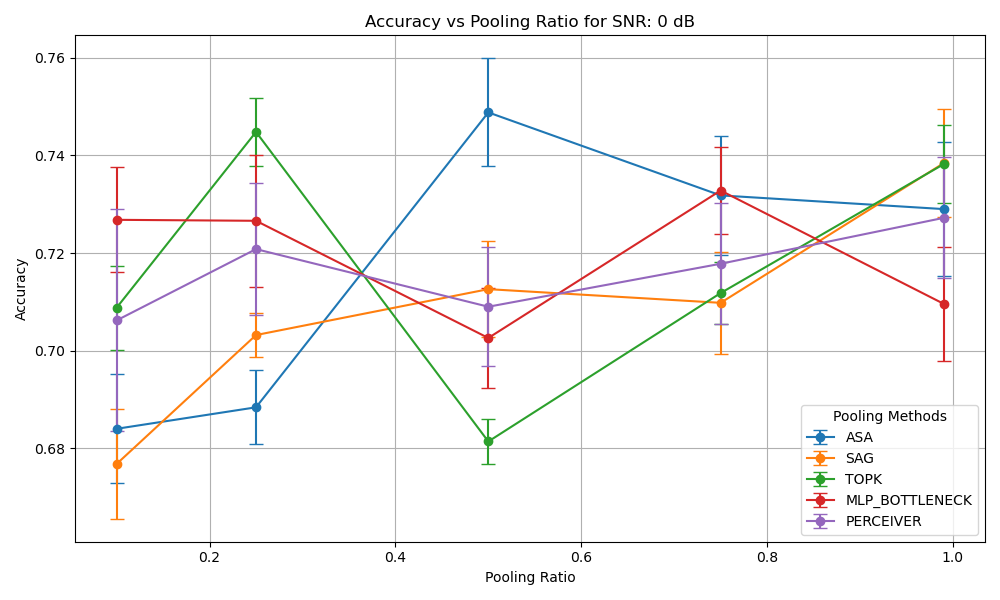 Accuracy vs Pooling Ratio for SNR: 0 dB
0.76
0.74
0.72
0.70
0.68
Accuracy
0.2
0.4
0.6
0.8
1.0
Pooling Ratio
Pooling Methods
ASA
SAG
TOPK
MLP_BOTTLENECK
PERCEIVER